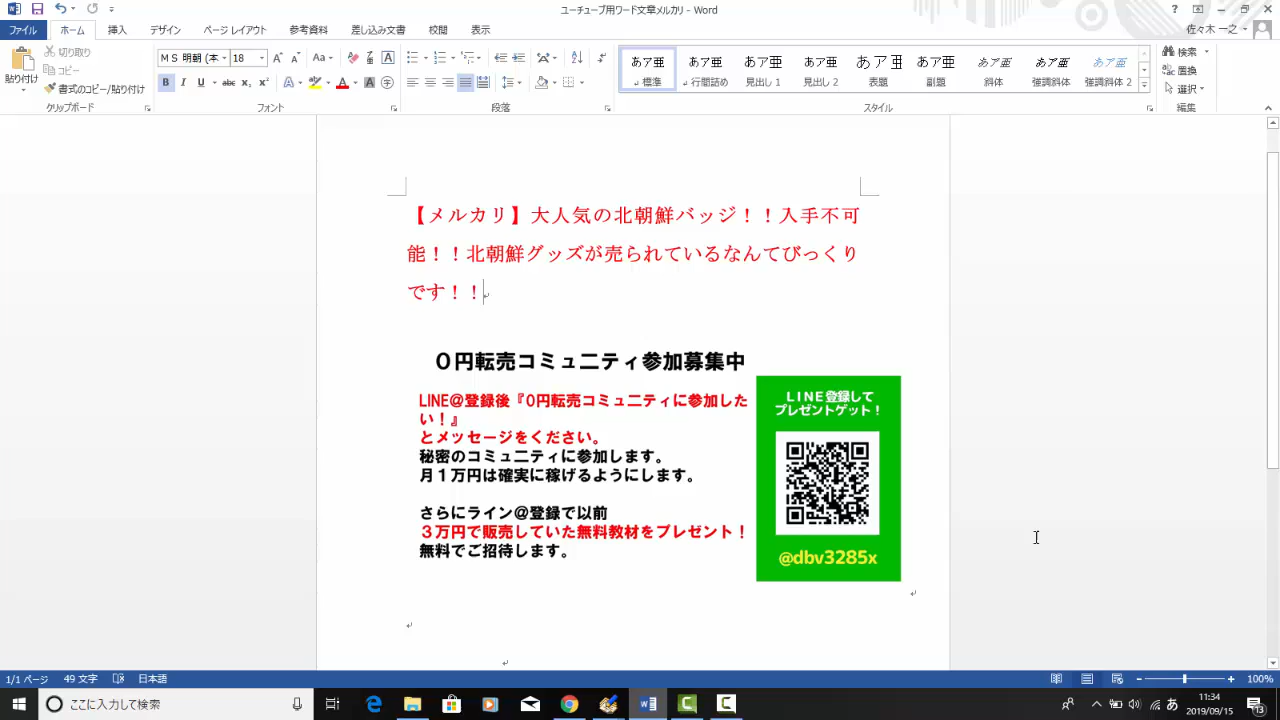 ユーチューブ用ワード文章メルカリ - Word
ファイル ホーム 挿入 デザイン ページ レイアウト 参考資料 差し込み文書 校閲 表示 佐々木 一之
貼り付け 切り取り コピー 書式のコピー/貼り付け
ＭＳ 明朝 (本 18
標準 行間詰め 見出し 1 見出し 2 表題 副題 斜体 強調斜体 強調斜体 2
検索 置換 選択
クリップボード フォント 段落 スタイル 編集
【メルカリ】大人気の北朝鮮バッジ！！入手不可
能！！北朝鮮グッズが売られているなんてびっくり
です！！
０円転売コミュニティ参加募集中
LINE@登録後『0円転売コミュニティに参加した
い！』
とメッセージをください。
秘密のコミュニティに参加します。
月１万円は確実に稼げるようにします。
さらにライン@登録で以前
３万円で販売していた無料教材をプレゼント！
無料でご招待します。
ＬＩＮＥ登録して
プレゼントゲット！
@dbv3285x
1/1 ページ 49 文字 日本語 100%
ここに入力して検索
あ 11:34
2019/09/15